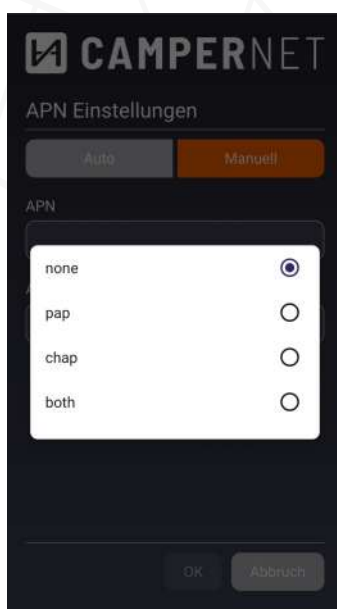 CAMPERNET
APN Einstellungen
Auto Manuell
APN
none
pap
chap
both
OK Abbruch